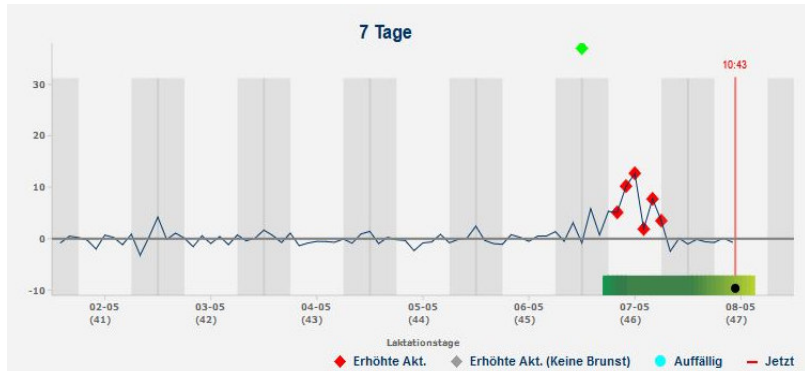 7 Tage
10:43
30
20
10
0
-10
02-05 03-05 04-05 05-05 06-05 07-05 08-05
(41) (42) (43) (44) (45) (46) (47)
Laktationstage
Erhöhte Akt. Erhöhte Akt. (Keine Brunst) Auffällig Jetzt